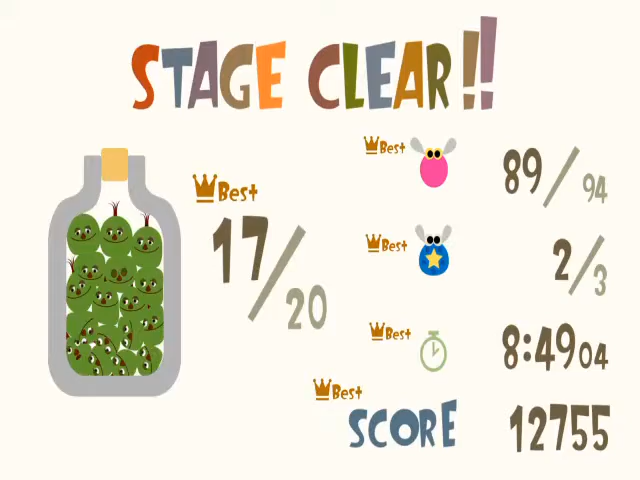 STAGE CLEAR!!
Best
17/20
Best 89/94
Best 2/3
Best 8:4904
Best
SCORE 12755